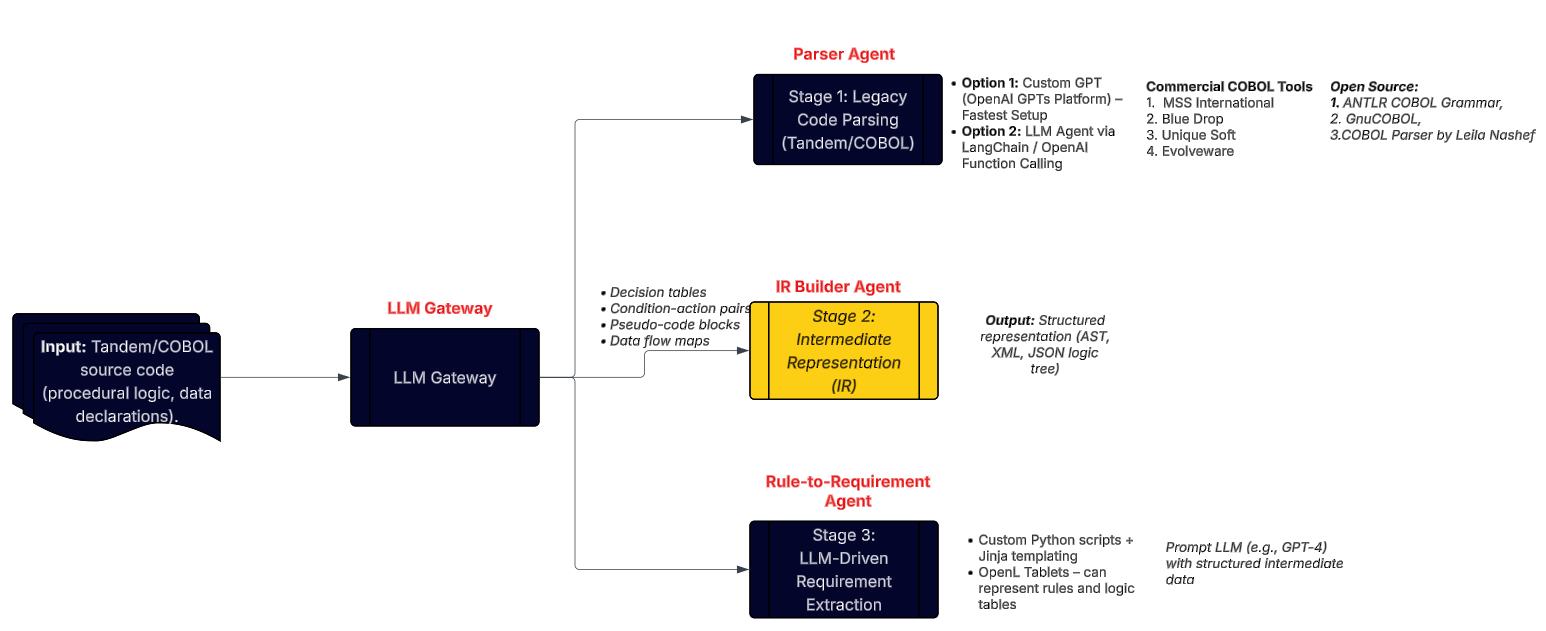 Parser Agent
Stage 1: Legacy
Code Parsing
(Tandem/COBOL)
• Option 1: Custom GPT
(OpenAI GPTs Platform) –
Fastest Setup
• Option 2: LLM Agent via
LangChain / OpenAI
Function Calling
Commercial COBOL Tools
1. MSS International
2. Blue Drop
3. Unique Soft
4. Evolveware
Open Source:
1. ANTLR COBOL Grammar,
2. GnuCOBOL,
3.COBOL Parser by Leila Nashef
Input: Tandem/COBOL
source code
(procedural logic, data
declarations).
LLM Gateway
LLM Gateway
• Decision tables
• Condition-action pairs
• Pseudo-code blocks
• Data flow maps
IR Builder Agent
Stage 2:
Intermediate
Representation
(IR)
Output: Structured
representation (AST,
XML, JSON logic
tree)
Rule-to-Requirement
Agent
Stage 3:
LLM-Driven
Requirement
Extraction
• Custom Python scripts +
Jinja templating
• OpenL Tablets – can
represent rules and logic
tables
Prompt LLM (e.g., GPT-4)
with structured intermediate
data